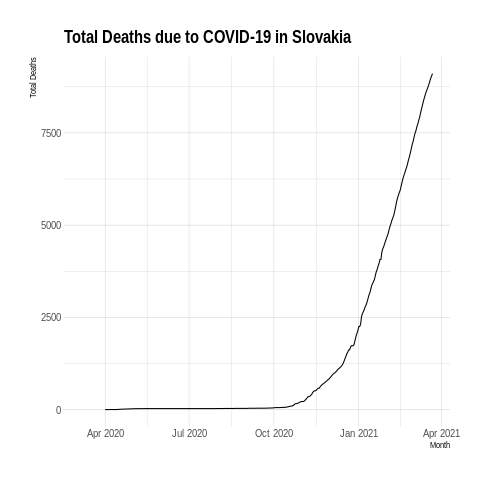 Total Deaths due to COVID-19 in Slovakia
Total Deaths
7500
5000
2500
0
Apr 2020 Jul 2020 Oct 2020 Jan 2021 Apr 2021
Month